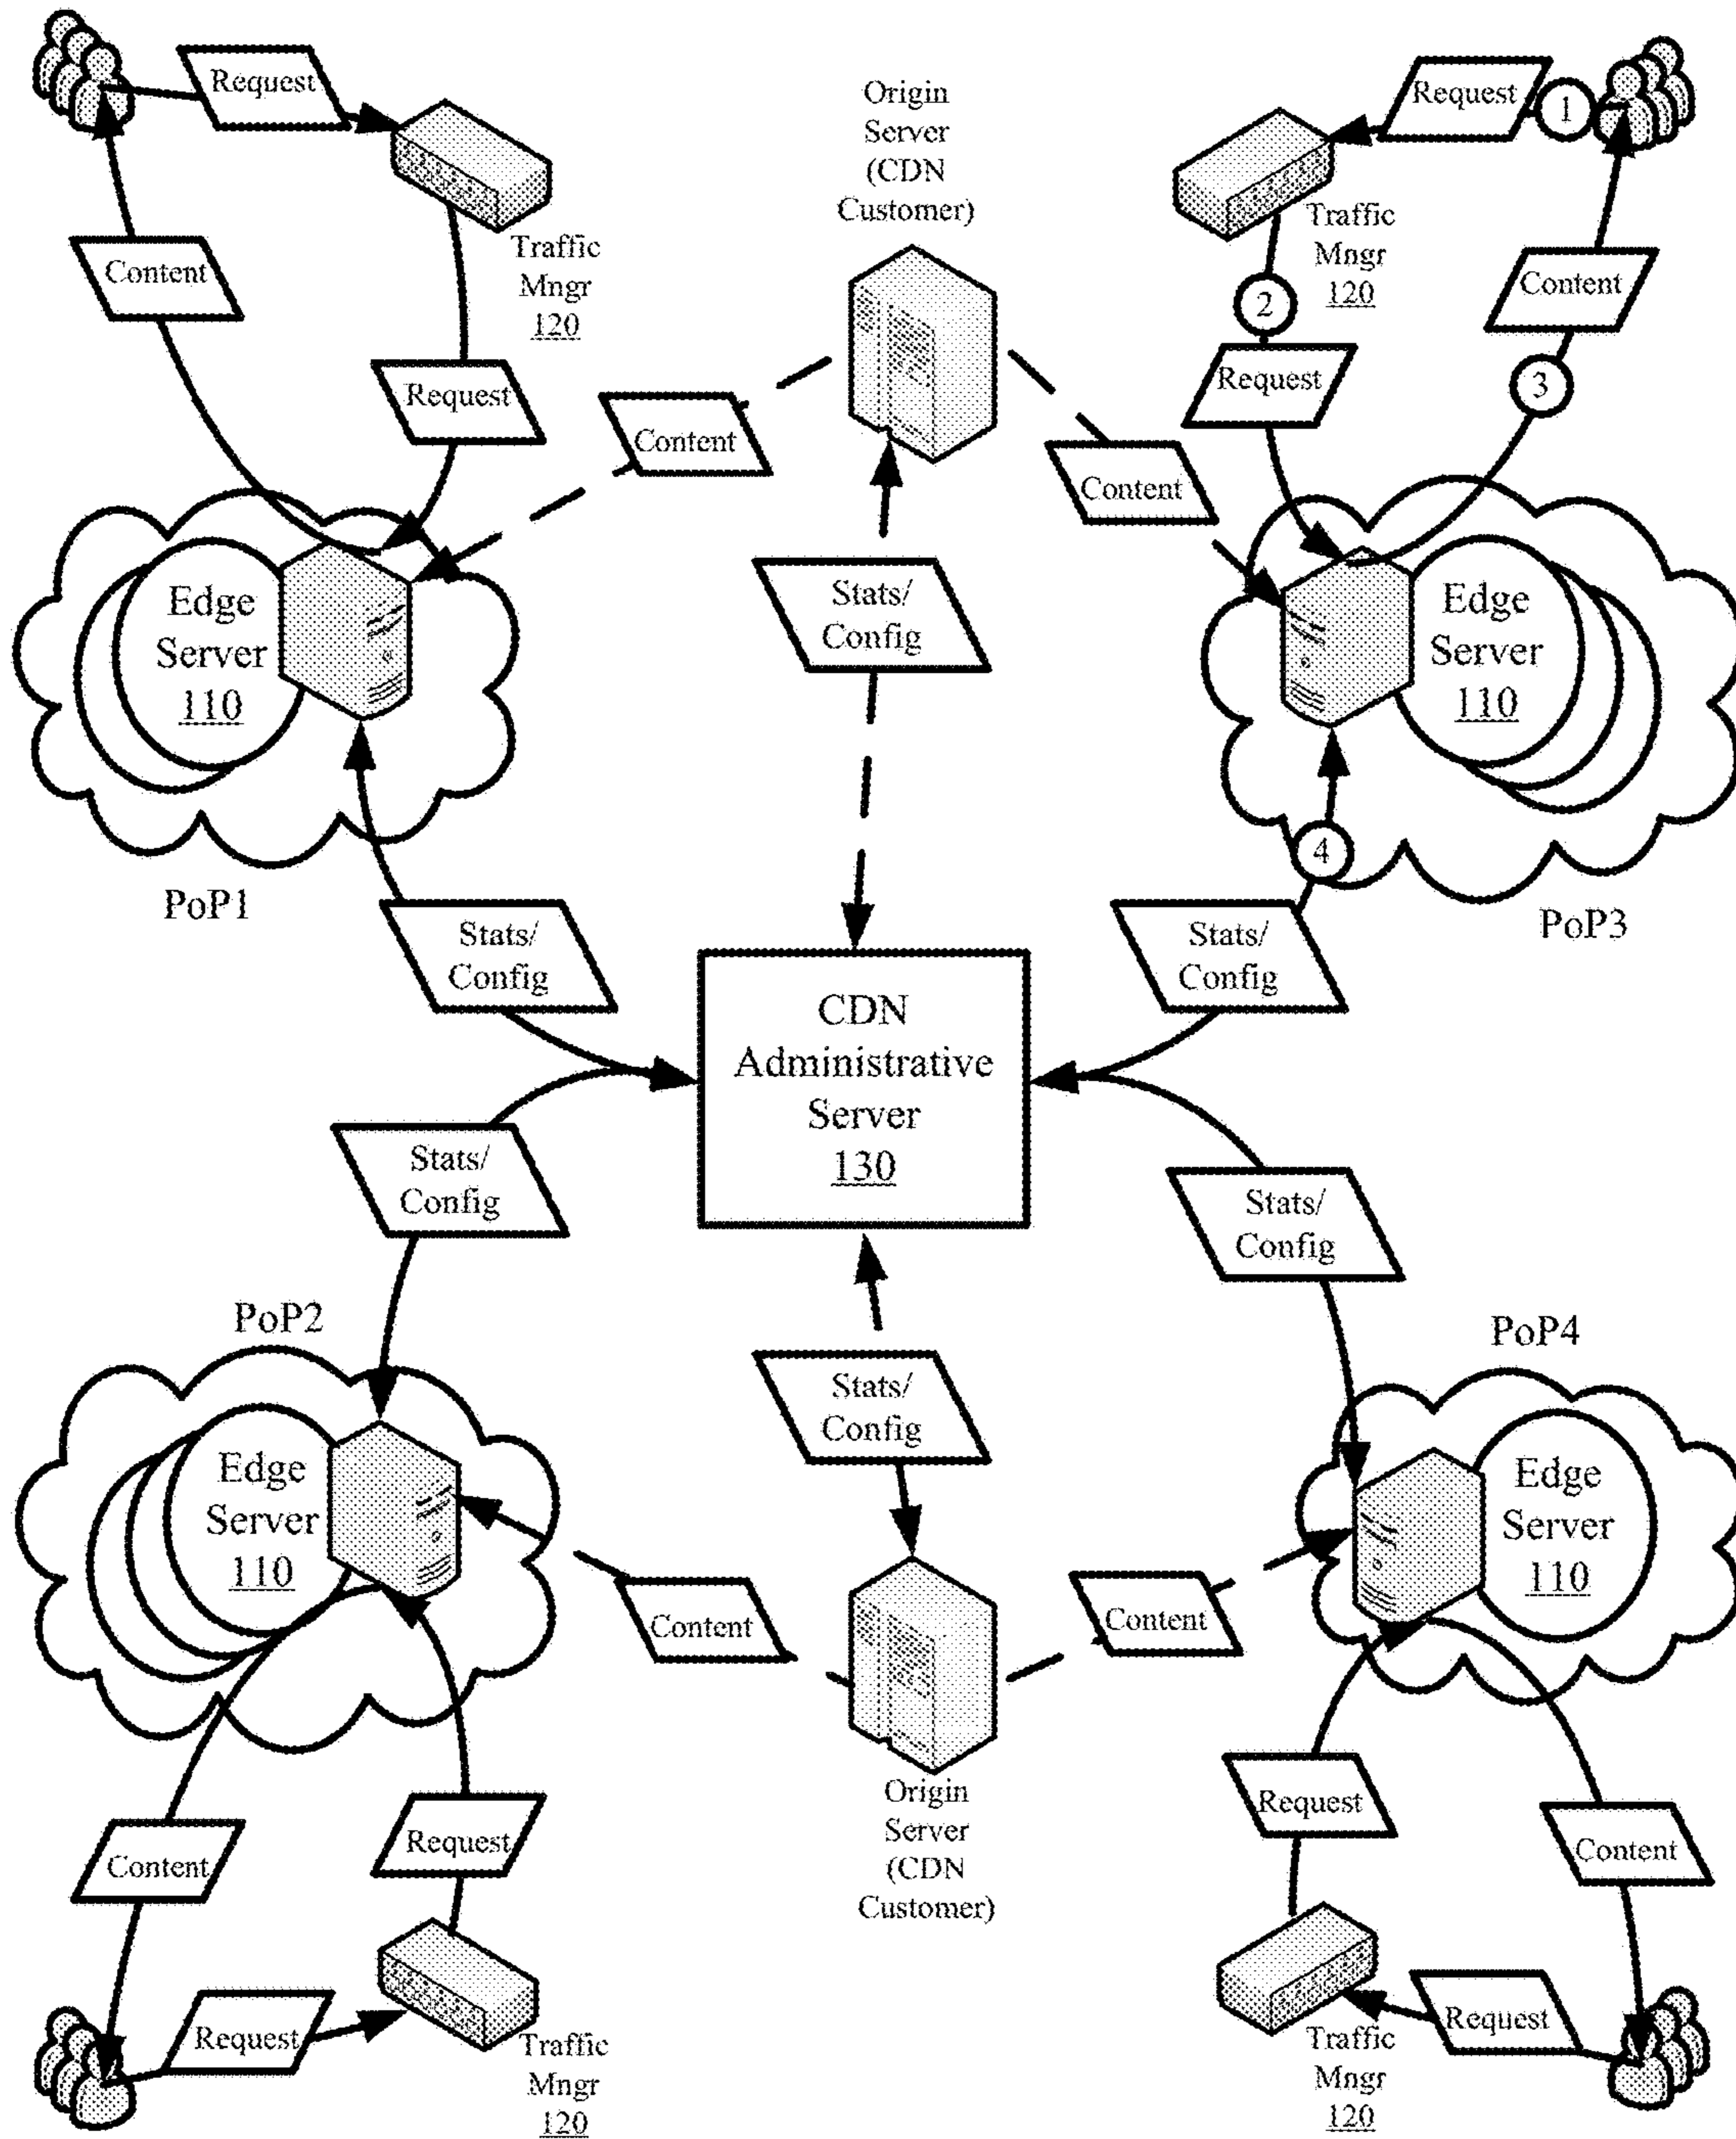 Request
Traffic
Mngr
120
Content
Request
Origin
Server
(CDN
Customer)
Request
1
Traffic
Mngr
120
2
Content
Request
3
Content
Content
Edge
Server
110
PoP1
Stats/
Config
Edge
Server
110
4
PoP3
Stats/
Config
Stats/
Config
CDN
Administrative
Server
130
Stats/
Config
Stats/
Config
PoP2
Edge
Server
110
Stats/
Config
PoP4
Edge
Server
110
Content
Content
Origin
Server
(CDN
Customer)
Content
Request
Request
Traffic
Mngr
120
Request
Content
Traffic
Mngr
120
Request